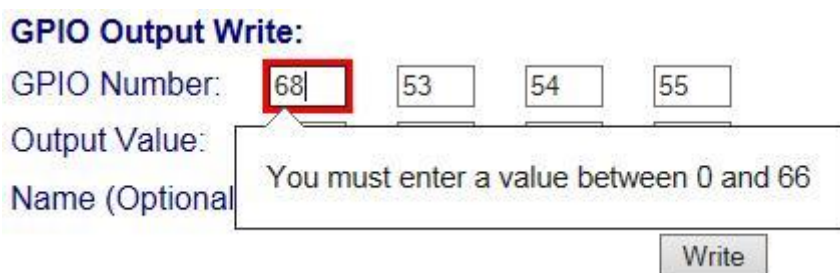 GPIO Output Write:
GPIO Number: 68 53 54 55
Output Value:
You must enter a value between 0 and 66
Name (Optional
Write